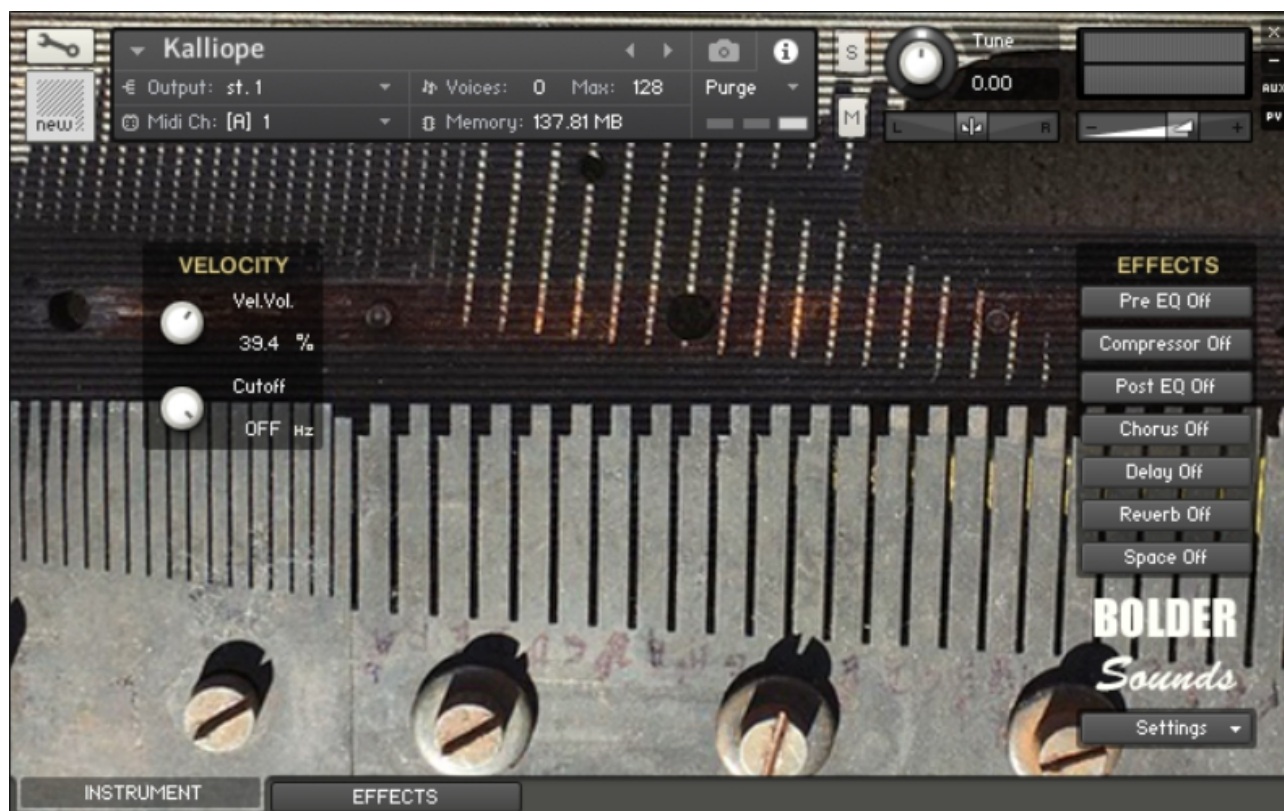 Kalliope
S
Tune
×
Output: st.1
Voices: 0 Max: 128
Purge
0.00
−
AUX
new
Midi Ch: [A] 1
Memory: 137.81 MB
M
L
R
−
+
PV
VELOCITY
Vel.Vol.
39.4 %
Cutoff
OFF Hz
EFFECTS
Pre EQ Off
Compressor Off
Post EQ Off
Chorus Off
Delay Off
Reverb Off
Space Off
BOLDER
Sounds
Settings
INSTRUMENT
EFFECTS